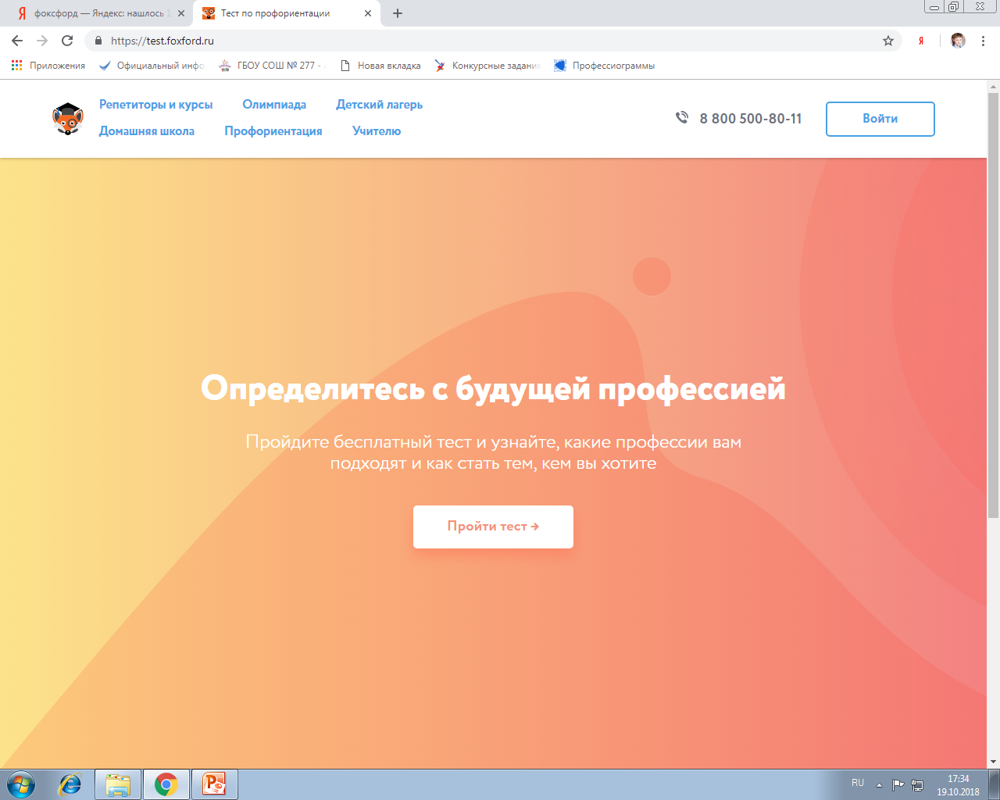 фоксфорд — Яндекс: нашлось
Тест по профориентации
https://test.foxford.ru
Приложения
Официальный инфо
ГБОУ СОШ № 277 -
Новая вкладка
Конкурсные задания
Профессиограммы
Репетиторы и курсы Олимпиада Детский лагерь
Домашняя школа Профориентация Учителю
8 800 500-80-11
Войти
Определитесь с будущей профессией
Пройдите бесплатный тест и узнайте, какие профессии вам
подходят и как стать тем, кем вы хотите
Пройти тест →
RU
17:34
19.10.2018